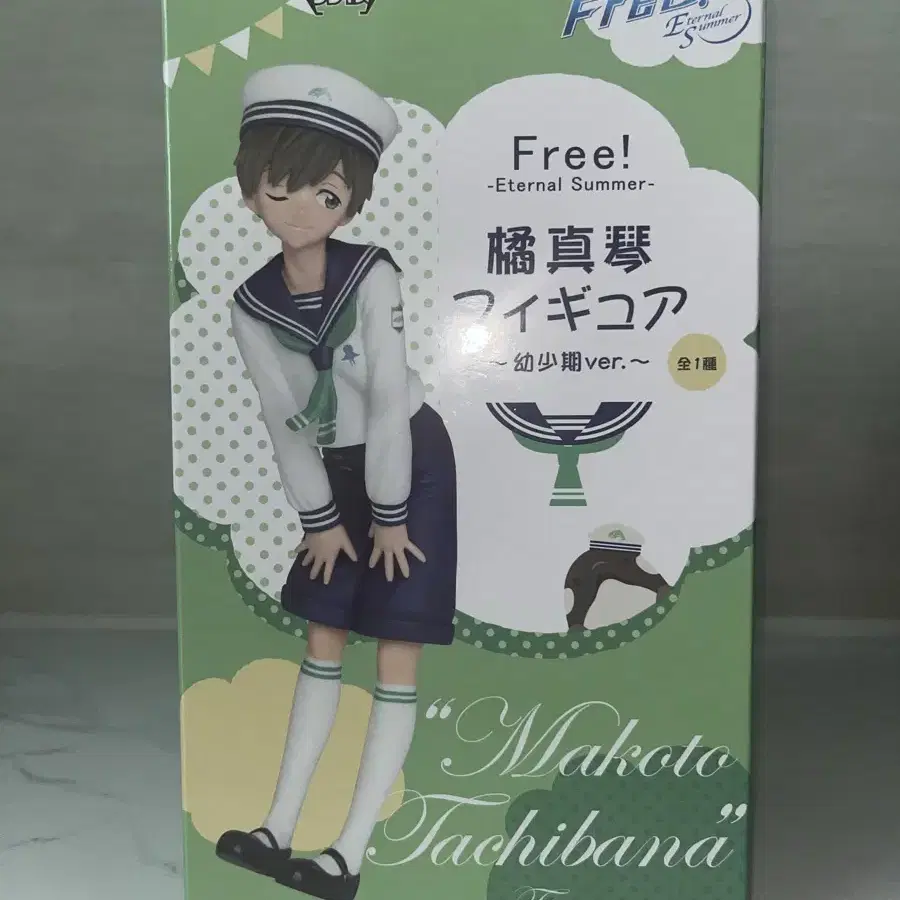 Free!
Eternal
Summer
Free!
-Eternal Summer-
橘真琴
フィギュア
～幼少期ver.～
全1種
"Makoto
Tachibana"